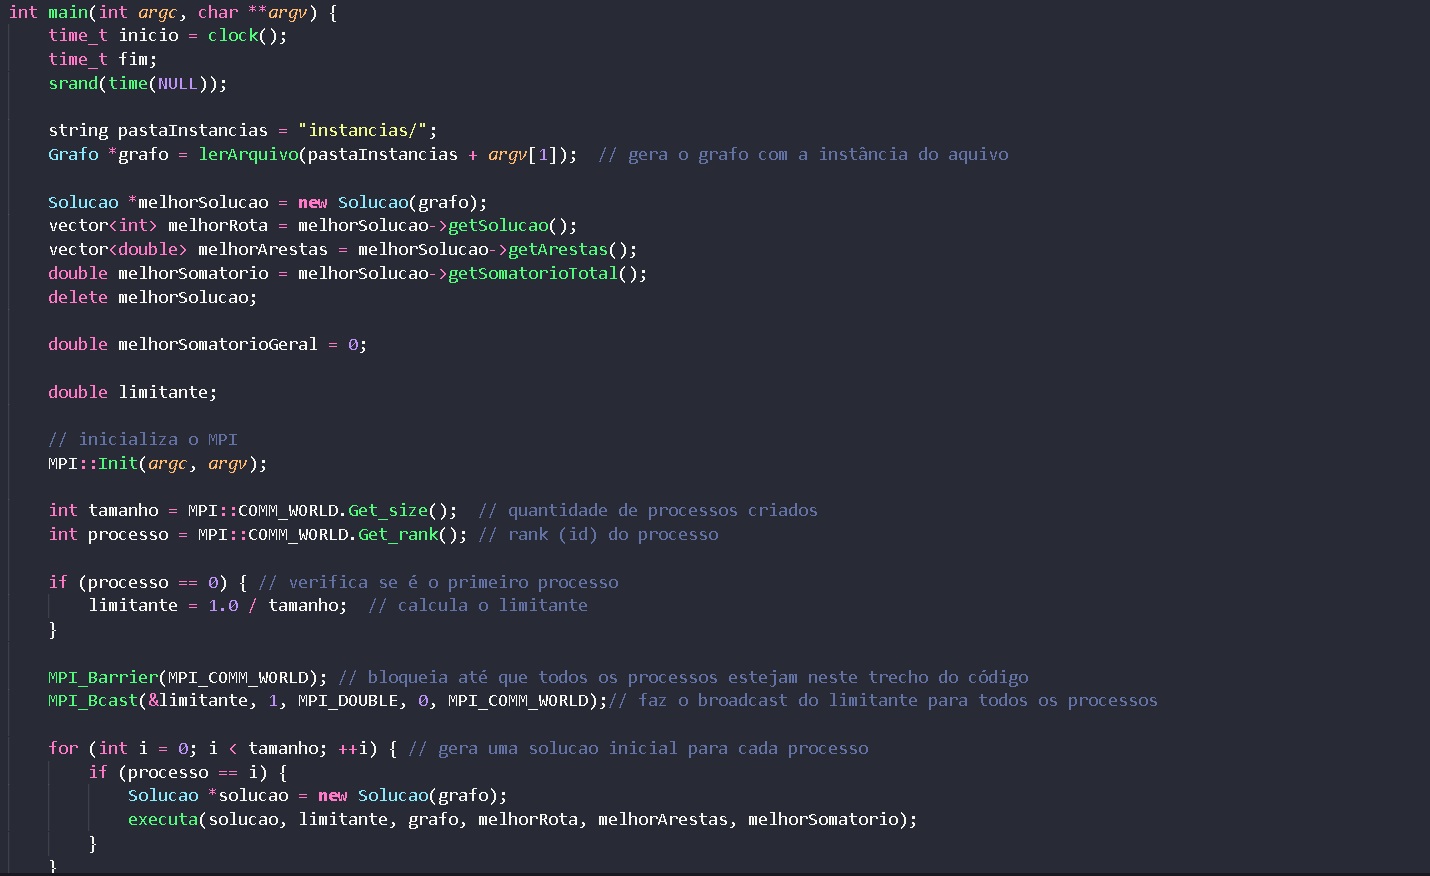 int main(int argc, char **argv) {
    time_t inicio = clock();
    time_t fim;
    srand(time(NULL));
    string pastaInstancias = "instancias/";
    Grafo *grafo = lerArquivo(pastaInstancias + argv[1]);  // gera o grafo com a instância do aquivo
    Solucao *melhorSolucao = new Solucao(grafo);
    vector<int> melhorRota = melhorSolucao->getSolucao();
    vector<double> melhorArestas = melhorSolucao->getArestas();
    double melhorSomatorio = melhorSolucao->getSomatorioTotal();
    delete melhorSolucao;
    double melhorSomatorioGeral = 0;
    double limitante;
    // inicializa o MPI
    MPI::Init(argc, argv);
    int tamanho = MPI::COMM_WORLD.Get_size();  // quantidade de processos criados
    int processo = MPI::COMM_WORLD.Get_rank(); // rank (id) do processo
    if (processo == 0) { // verifica se é o primeiro processo
        limitante = 1.0 / tamanho;  // calcula o limitante
    }
    MPI_Barrier(MPI_COMM_WORLD); // bloqueia até que todos os processos estejam neste trecho do código
    MPI_Bcast(&limitante, 1, MPI_DOUBLE, 0, MPI_COMM_WORLD);// faz o broadcast do limitante para todos os processos
    for (int i = 0; i < tamanho; ++i) { // gera uma solucao inicial para cada processo
        if (processo == i) {
            Solucao *solucao = new Solucao(grafo);
            executa(solucao, limitante, grafo, melhorRota, melhorArestas, melhorSomatorio);
        }
    }